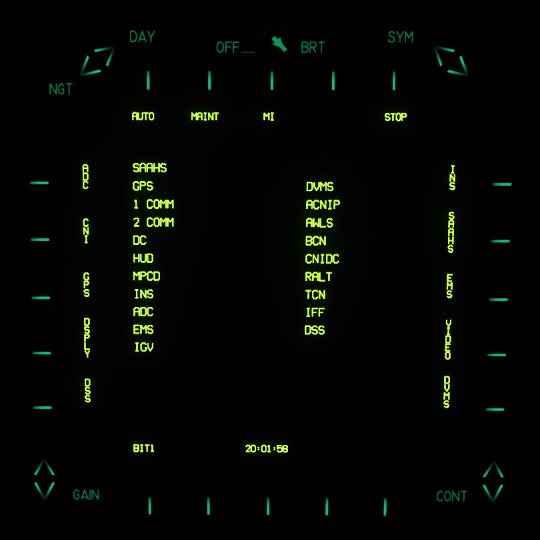 DAY
OFF
BRT
SYM
NGT
AUTO MAINT MI STOP
ADC
CNI
GPS
DSPLY
DSS
SAAHS
GPS
1 COMM
2 COMM
DC
HUD
MPCD
INS
ADC
EMS
IGV
DVMS
ACNIP
AWLS
BCN
CNIDC
RALT
TCN
IFF
DSS
INS
SAAHS
EMS
VIDEO
DVMS
BIT1 20:01:58
GAIN
CONT